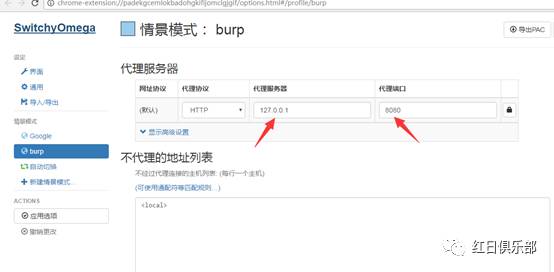 chrome-extension://padekgcemlokbadohgkifijomclgjgif/options.html#/profile/burp
SwitchyOmega
设定
界面
通用
导入/导出
情景模式
Google
burp
自动切换
新建情景模式...
ACTIONS
应用选项
撤销更改
情景模式： burp
导出PAC
代理服务器
网址协议 代理协议 代理服务器 代理端口
(默认) HTTP 127.0.0.1 8080
显示高级设置
不代理的地址列表
不经过代理连接的主机列表: (每行一个主机)
(可使用通配符等匹配规则…)
<local>
红日俱乐部